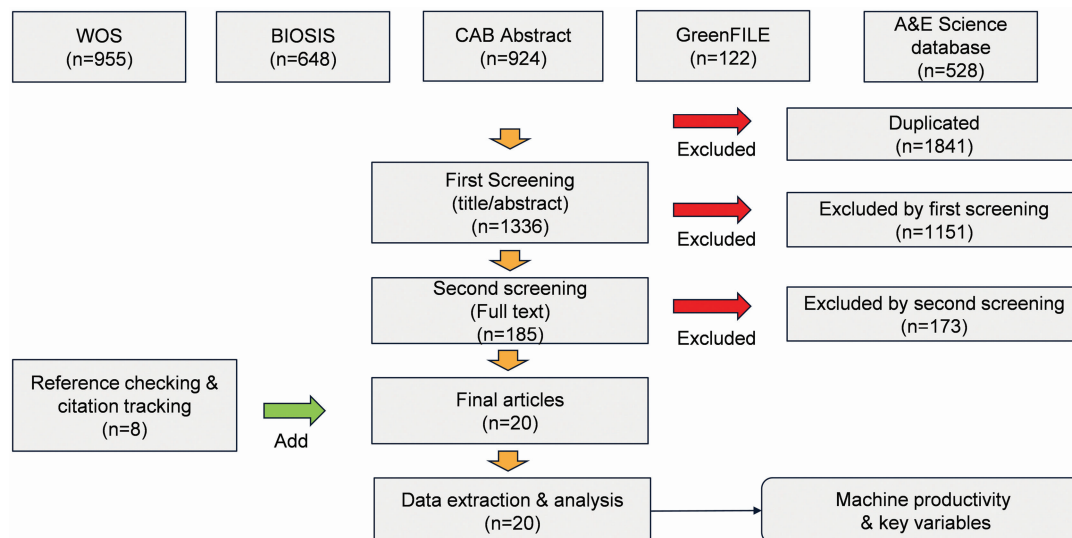 WOS
(n=955)
BIOSIS
(n=648)
CAB Abstract
(n=924)
GreenFILE
(n=122)
A&E Science
database
(n=528)
Excluded
Duplicated
(n=1841)
First Screening
(title/abstract)
(n=1336)
Excluded
Excluded by first screening
(n=1151)
Second screening
(Full text)
(n=185)
Excluded
Excluded by second screening
(n=173)
Reference checking &
citation tracking
(n=8)
Add
Final articles
(n=20)
Data extraction & analysis
(n=20)
Machine productivity
& key variables